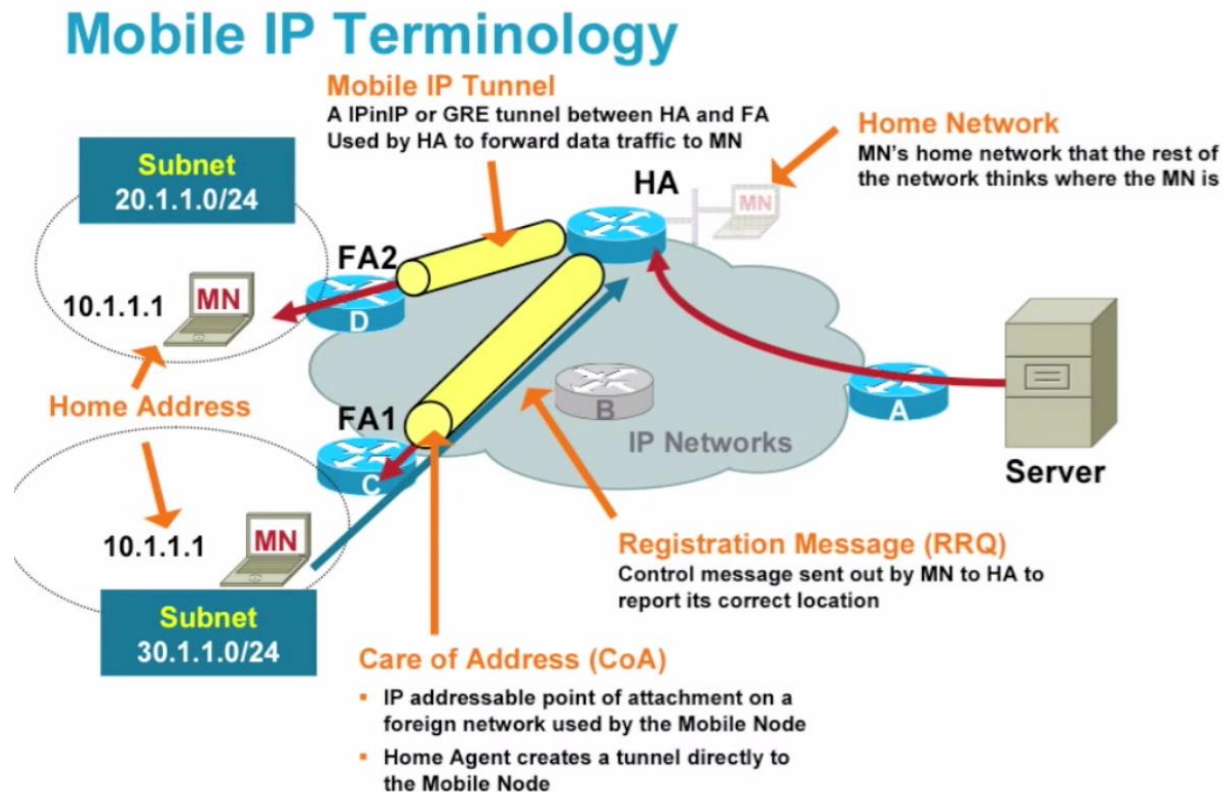 Mobile IP Terminology
Mobile IP Tunnel
A IPinIP or GRE tunnel between HA and FA
Used by HA to forward data traffic to MN
Home Network
MN's home network that the rest of
the network thinks where the MN is
Subnet
20.1.1.0/24
HA
MN
FA2
10.1.1.1
MN
D
Home Address
FA1
B
A
IP Networks
C
Server
10.1.1.1
MN
Registration Message (RRQ)
Control message sent out by MN to HA to
report its correct location
Subnet
30.1.1.0/24
Care of Address (CoA)
▪ IP addressable point of attachment on a
foreign network used by the Mobile Node
▪ Home Agent creates a tunnel directly to
the Mobile Node